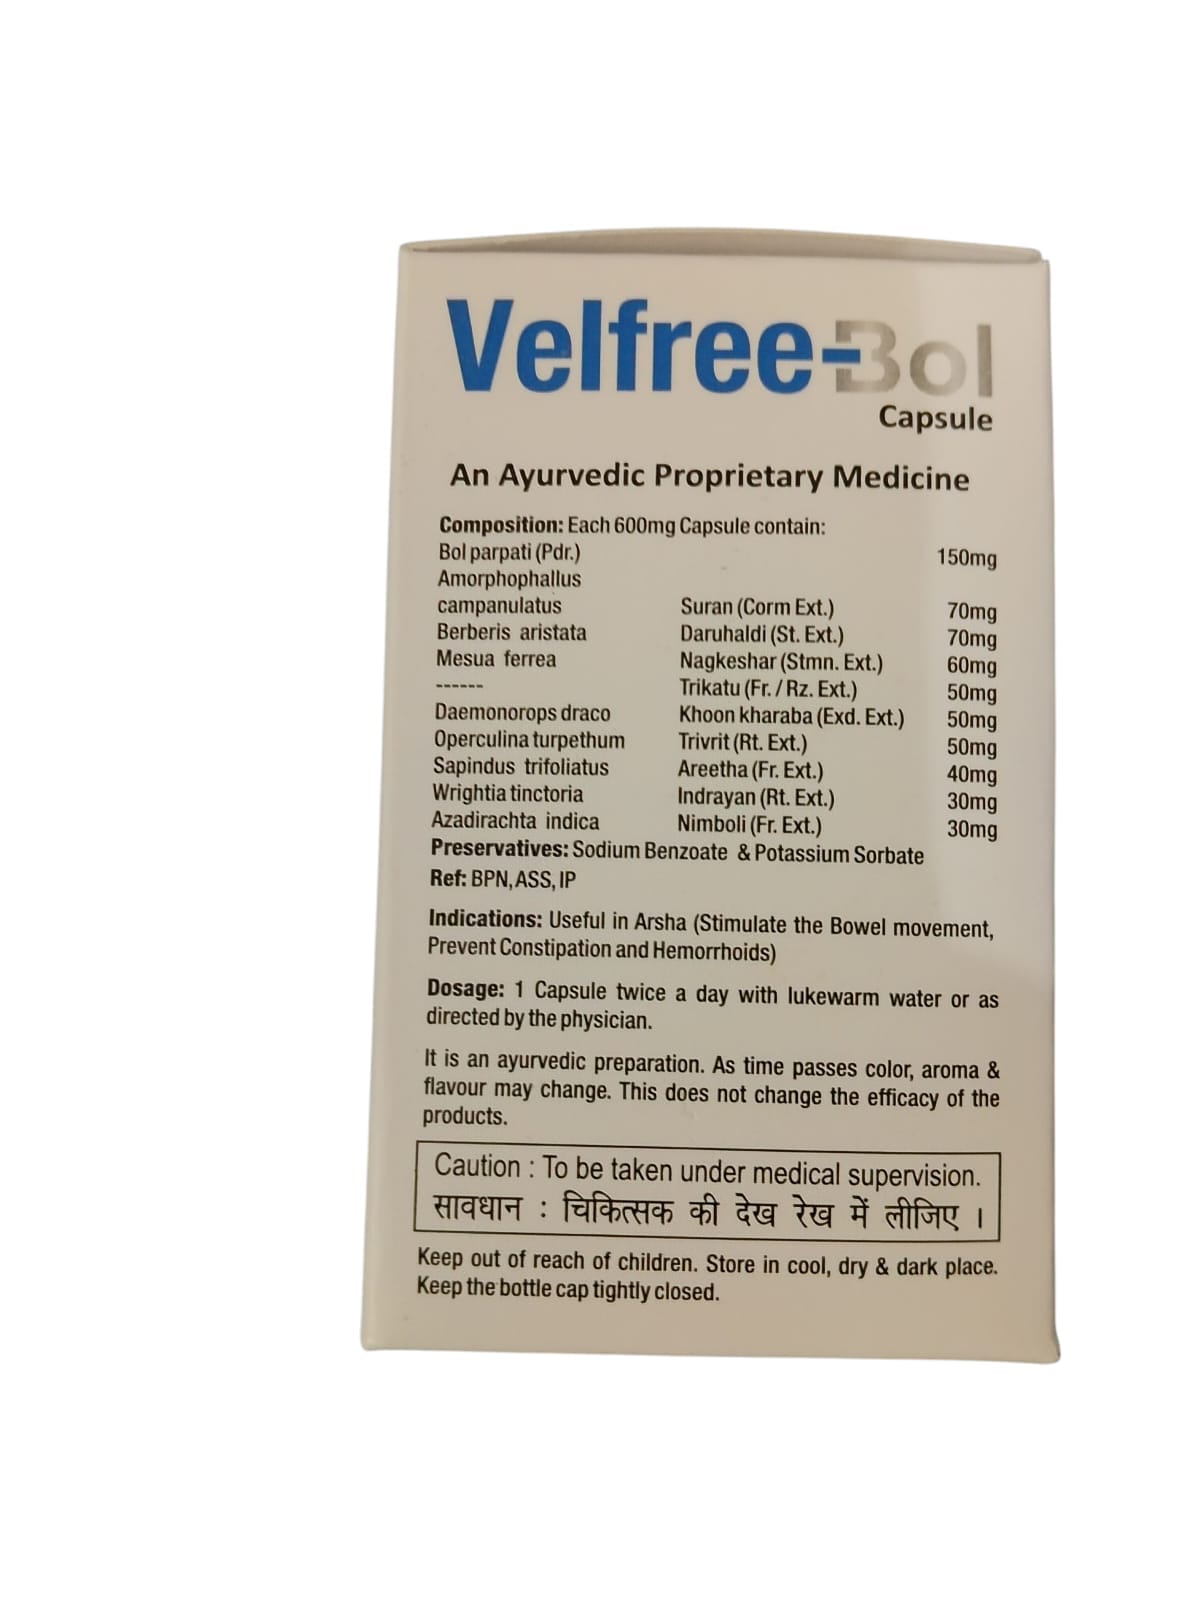 Velfree-Bol
Capsule
An Ayurvedic Proprietary Medicine
Composition: Each 600mg Capsule contain:
Bol parpati (Pdr.) 150mg
Amorphophallus
campanulatus Suran (Corm Ext.) 70mg
Berberis aristata Daruhaldi (St. Ext.) 70mg
Mesua ferrea Nagkeshar (Stmn. Ext.) 60mg
------ Trikatu (Fr. / Rz. Ext.) 50mg
Daemonorops draco Khoon kharaba (Exd. Ext.) 50mg
Operculina turpethum Trivrit (Rt. Ext.) 50mg
Sapindus trifoliatus Areetha (Fr. Ext.) 40mg
Wrightia tinctoria Indrayan (Rt. Ext.) 30mg
Azadirachta indica Nimboli (Fr. Ext.) 30mg
Preservatives: Sodium Benzoate & Potassium Sorbate
Ref: BPN, ASS, IP
Indications: Useful in Arsha (Stimulate the Bowel movement,
Prevent Constipation and Hemorrhoids)
Dosage: 1 Capsule twice a day with lukewarm water or as
directed by the physician.
It is an ayurvedic preparation. As time passes color, aroma &
flavour may change. This does not change the efficacy of the
products.
Caution : To be taken under medical supervision.
सावधान : चिकित्सक की देख रेख में लीजिए ।
Keep out of reach of children. Store in cool, dry & dark place.
Keep the bottle cap tightly closed.